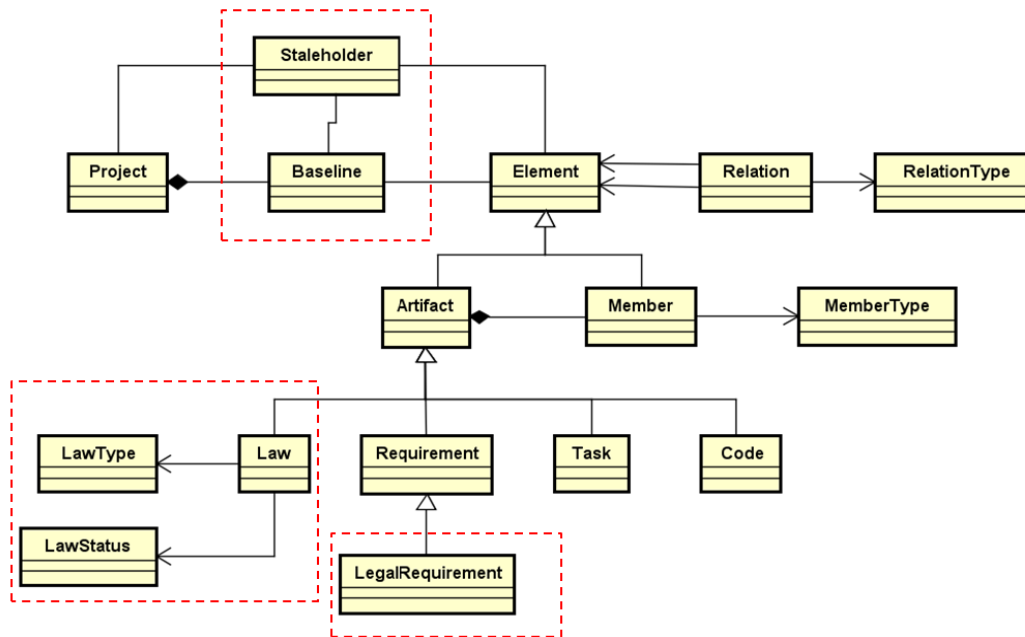 Staleholder
Project
Baseline
Element
Relation
RelationType
Artifact
Member
MemberType
LawType
Law
Requirement
Task
Code
LawStatus
LegalRequirement